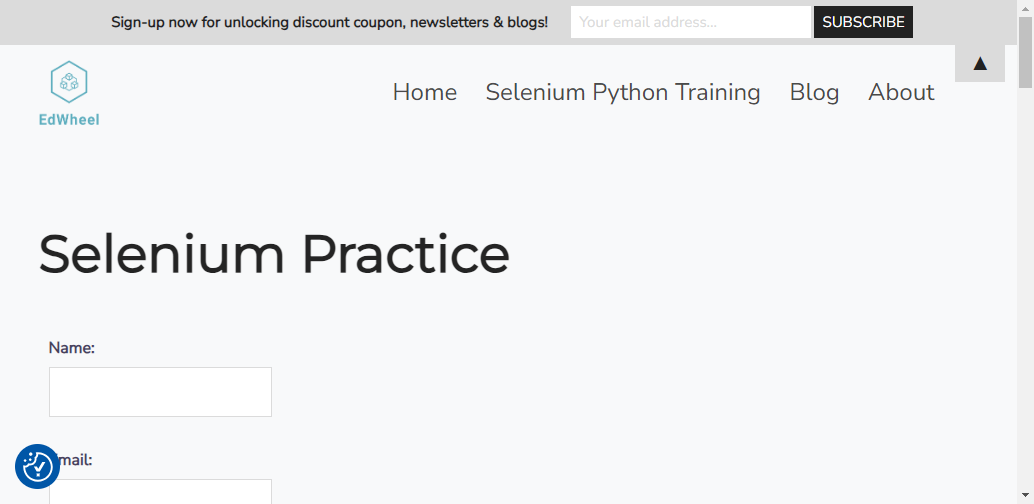 Sign-up now for unlocking discount coupon, newsletters & blogs!
Your email address...
SUBSCRIBE
▲
EdWheel
Home
Selenium Python Training
Blog
About
Selenium Practice
Name:
mail: